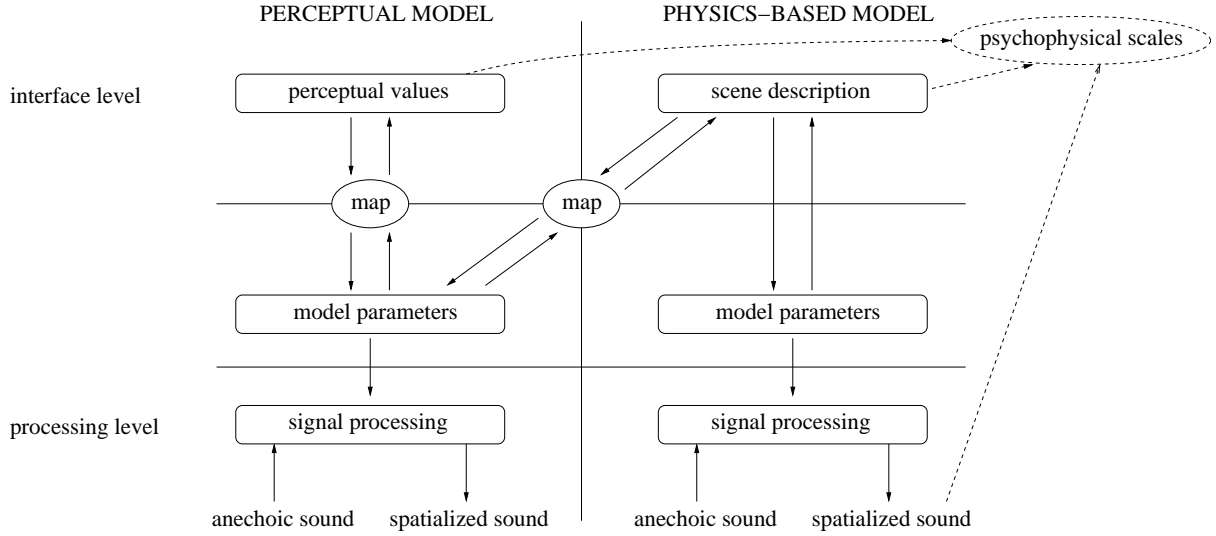 PERCEPTUAL MODEL
PHYSICS−BASED MODEL
psychophysical scales
interface level
perceptual values
scene description
map
map
model parameters
model parameters
processing level
signal processing
signal processing
anechoic sound
spatialized sound
anechoic sound
spatialized sound